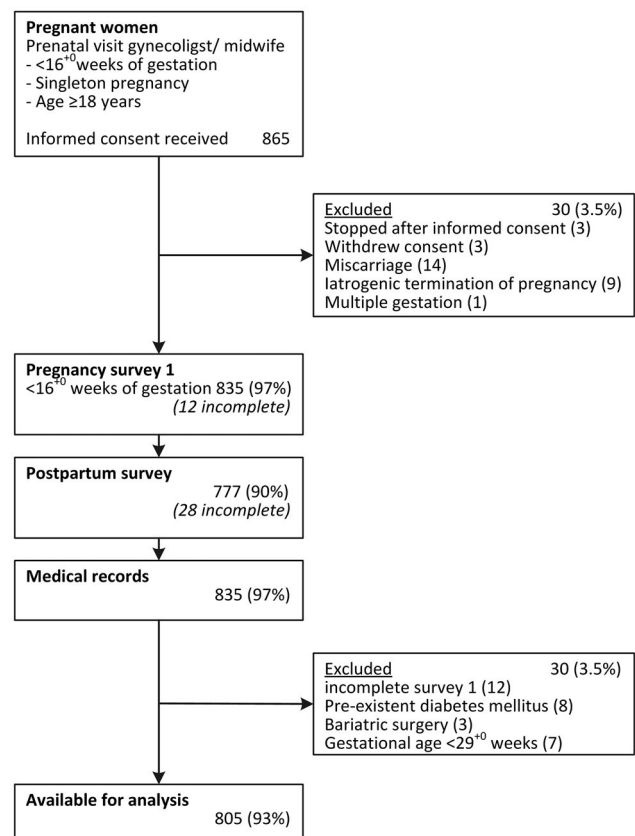 Pregnant women
Prenatal visit gynecoligst/ midwife
- <16⁺⁰weeks of gestation
- Singleton pregnancy
- Age ≥18 years
Informed consent received 865
Excluded 30 (3.5%)
Stopped after informed consent (3)
Withdrew consent (3)
Miscarriage (14)
Iatrogenic termination of pregnancy (9)
Multiple gestation (1)
Pregnancy survey 1
<16⁺⁰ weeks of gestation 835 (97%)
(12 incomplete)
Postpartum survey
777 (90%)
(28 incomplete)
Medical records
835 (97%)
Excluded 30 (3.5%)
incomplete survey 1 (12)
Pre-existent diabetes mellitus (8)
Bariatric surgery (3)
Gestational age <29⁺⁰ weeks (7)
Available for analysis
805 (93%)